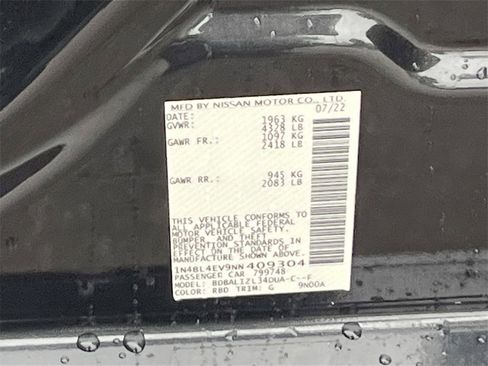 MFD BY NISSAN MOTOR CO., LTD.
DATE: 07/22
GVWR: 1963 KG
4328 LB
GAWR FR.: 1097 KG
2418 LB
GAWR RR.: 945 KG
2083 LB
THIS VEHICLE CONFORMS TO
ALL APPLICABLE FEDERAL
MOTOR VEHICLE SAFETY,
BUMPER, AND THEFT
PREVENTION STANDARDS IN
EFFECT ON THE DATE OF
MANUFACTURE SHOWN ABOVE.
1N4BL4EV9NN409304
PASSENGER CAR 799748
MODEL: BDBALIZL34DUA-C--F
COLOR: RBD TRIM: G 9N00A